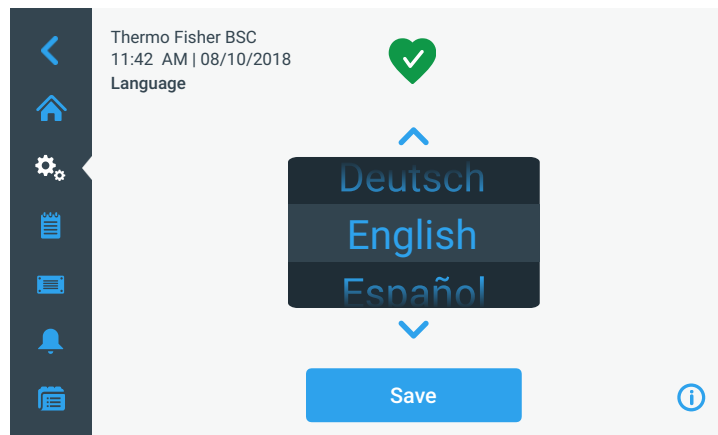 Thermo Fisher BSC
11:42 AM | 08/10/2018
Language
Deutsch
English
Español
Save